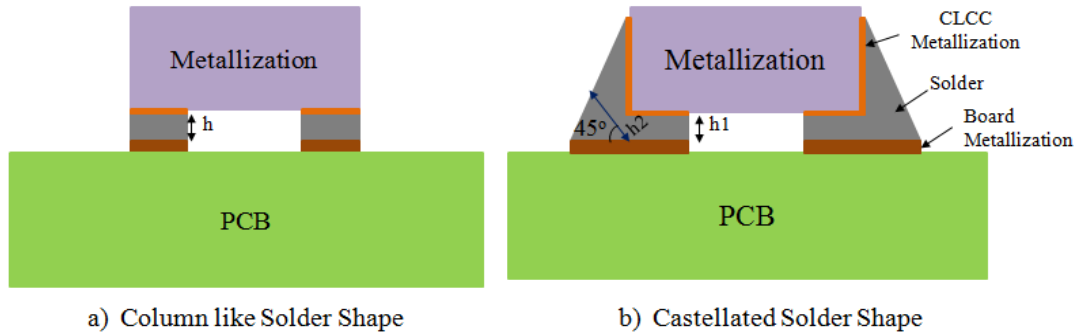 Metallization
h
PCB
a) Column like Solder Shape
CLCC
Metallization
Metallization
Solder
Board
Metallization
45°
h2
h1
PCB
b) Castellated Solder Shape